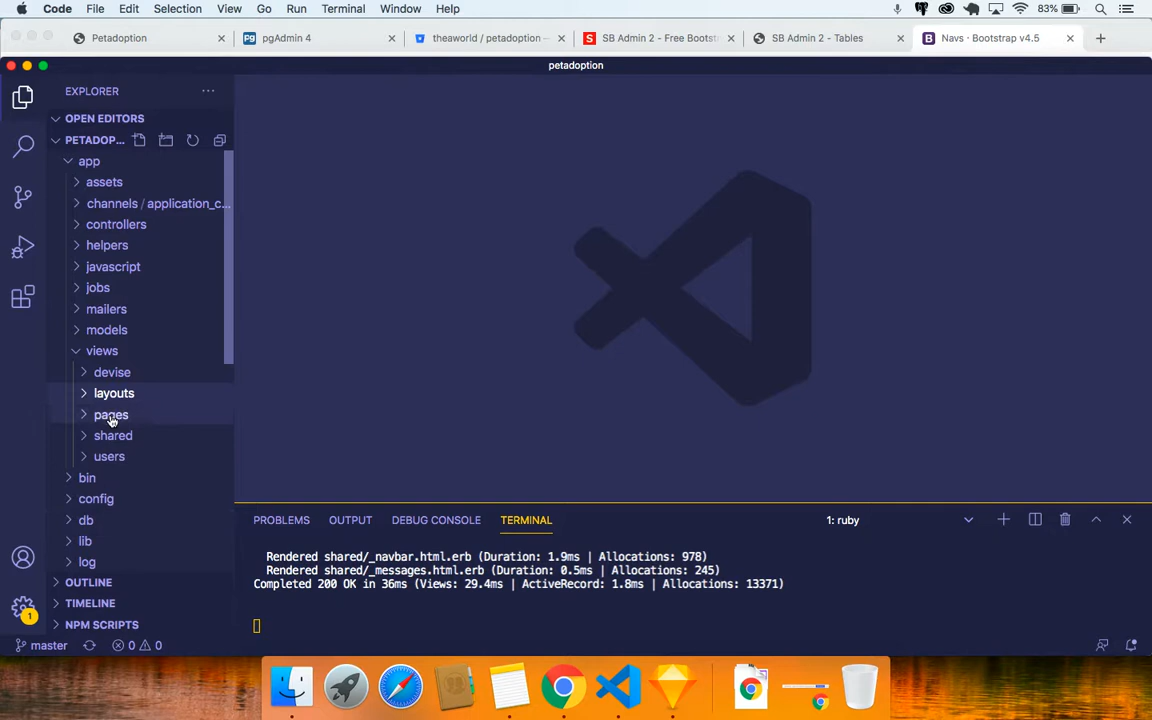 Code File Edit Selection View Go Run Terminal Window Help 83%
Petadoption
pgAdmin 4
theaworld / petadoption —
SB Admin 2 - Free Bootst
SB Admin 2 - Tables
Navs · Bootstrap v4.5
petadoption
EXPLORER
OPEN EDITORS
PETADOP...
app
assets
channels / application_c...
controllers
helpers
javascript
jobs
mailers
models
views
devise
layouts
pages
shared
users
bin
config
db
lib
log
OUTLINE
TIMELINE
NPM SCRIPTS
PROBLEMS OUTPUT DEBUG CONSOLE TERMINAL 1: ruby
Rendered shared/_navbar.html.erb (Duration: 1.9ms | Allocations: 978)
Rendered shared/_messages.html.erb (Duration: 0.5ms | Allocations: 245)
Completed 200 OK in 36ms (Views: 29.4ms | ActiveRecord: 1.8ms | Allocations: 13371)
1
master 0 0